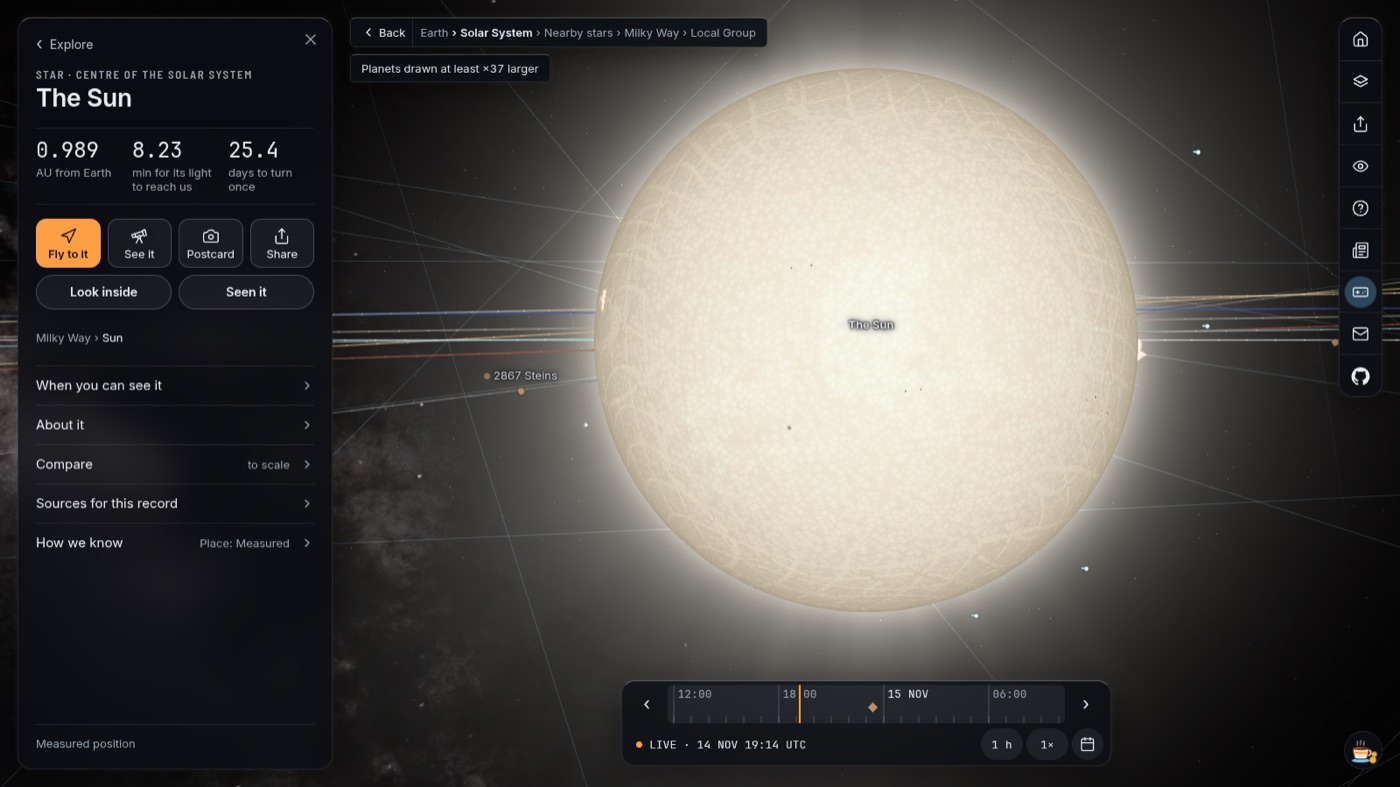 Explore
STAR · CENTRE OF THE SOLAR SYSTEM
The Sun
0.989
AU from Earth
8.23
min for its light
to reach us
25.4
days to turn
once
Fly to it
See it
Postcard
Share
Look inside
Seen it
Milky Way › Sun
When you can see it
About it
Compare
to scale
Sources for this record
How we know
Place: Measured
Measured position
Back
Earth › Solar System › Nearby stars › Milky Way › Local Group
Planets drawn at least ×37 larger
The Sun
2867 Steins
12:00
18:00
15 NOV
06:00
LIVE · 14 NOV 19:14 UTC
1 h
1×